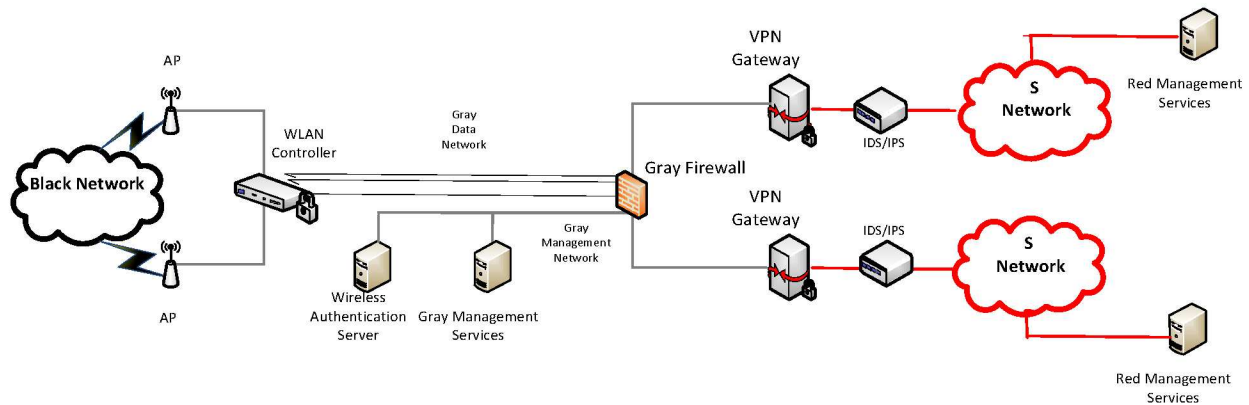 AP
Black Network
AP
WLAN
Controller
Gray
Data
Network
Gray Firewall
Gray
Management
Network
Wireless
Authentication
Server
Gray Management
Services
VPN
Gateway
IDS/IPS
S
Network
Red Management
Services
VPN
Gateway
IDS/IPS
S
Network
Red Management
Services